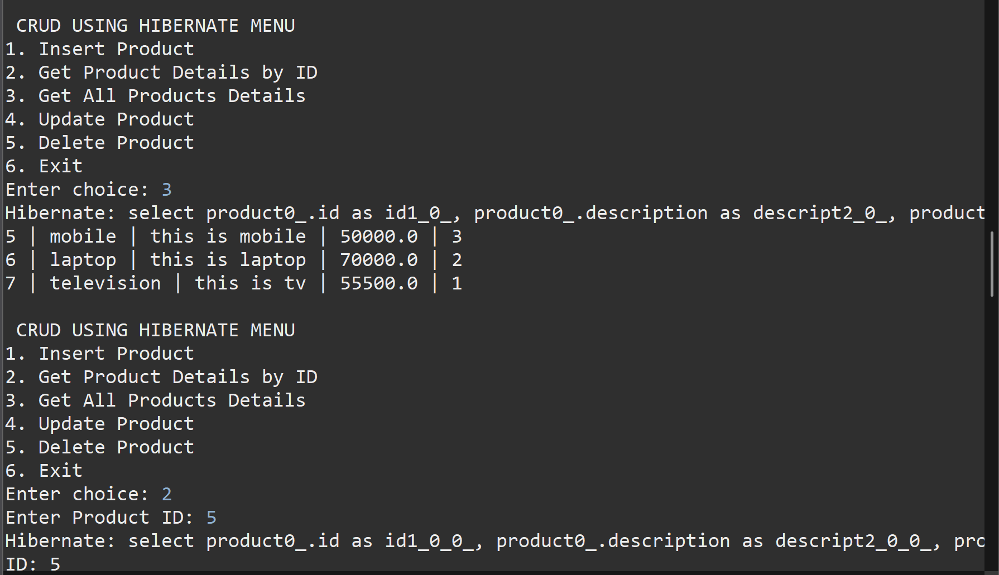 CRUD USING HIBERNATE MENU
1. Insert Product
2. Get Product Details by ID
3. Get All Products Details
4. Update Product
5. Delete Product
6. Exit
Enter choice: 3
Hibernate: select product0_.id as id1_0_, product0_.description as descript2_0_, product
5 | mobile | this is mobile | 50000.0 | 3
6 | laptop | this is laptop | 70000.0 | 2
7 | television | this is tv | 55500.0 | 1
CRUD USING HIBERNATE MENU
1. Insert Product
2. Get Product Details by ID
3. Get All Products Details
4. Update Product
5. Delete Product
6. Exit
Enter choice: 2
Enter Product ID: 5
Hibernate: select product0_.id as id1_0_0_, product0_.description as descript2_0_0_, pro
ID: 5